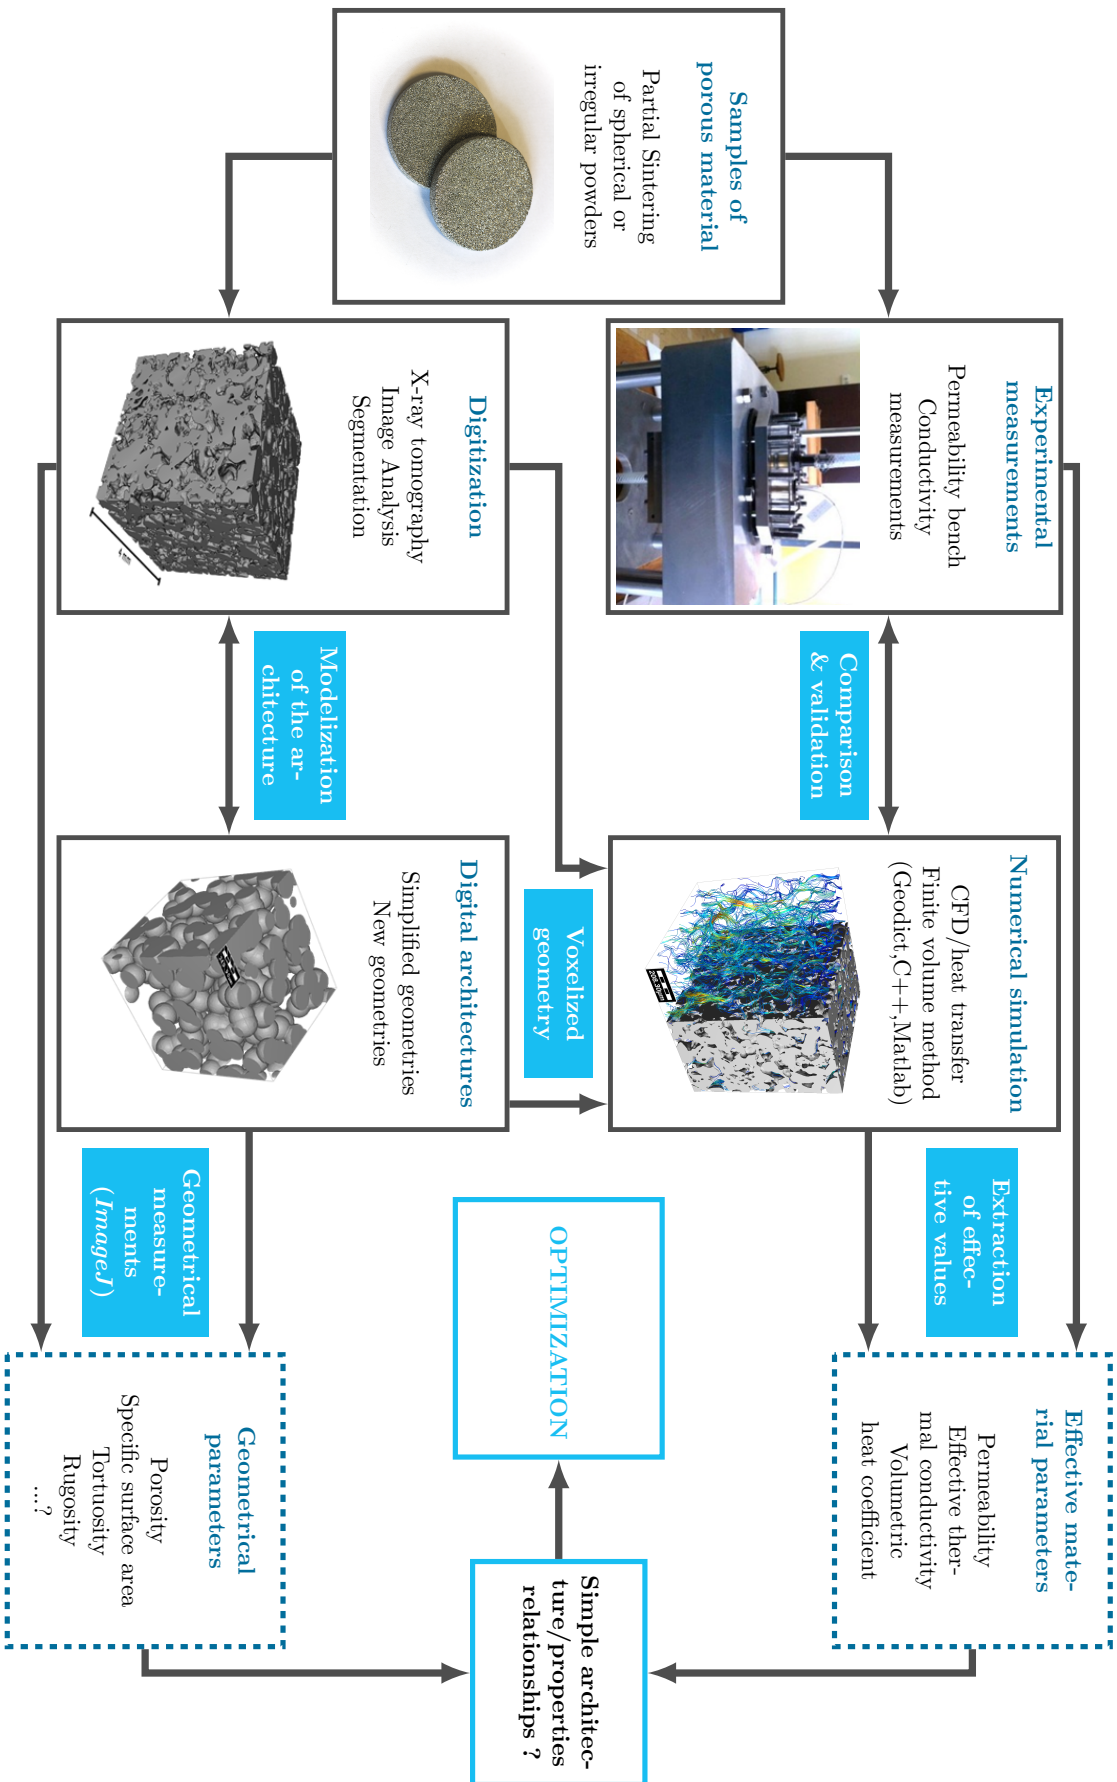 Samples of
porous material
Partial Sintering
of spherical or
irregular powders
Experimental
measurements
Permeability bench
Conductivity
measurements
Digitization
X-ray tomography
Image Analysis
Segmentation
4 mm
Comparison
& validation
Modelization
of the ar-
chitecture
Numerical simulation
CFD/heat transfer
Finite volume method
(Geodict,C++,Matlab)
Voxelized
geometry
Digital architectures
Simplified geometries
New geometries
Extraction
of effec-
tive values
Geometrical
measure-
ments
(ImageJ)
OPTIMIZATION
Effective mate-
rial parameters
Permeability
Effective ther-
mal conductivity
Volumetric
heat coefficient
Geometrical
parameters
Porosity
Specific surface area
Tortuosity
Rugosity
...?
Simple architec-
ture/properties
relationships ?